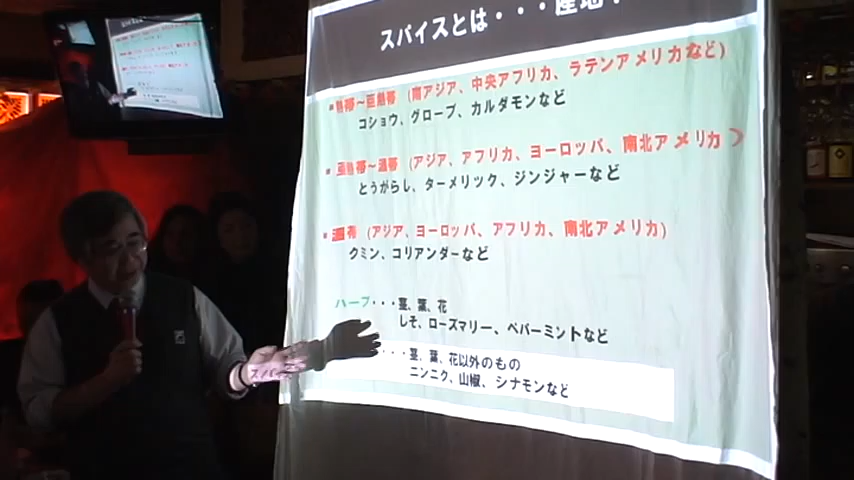 スパイスとは・・・産地？
▪熱帯～亜熱帯 (南アジア、中央アフリカ、ラテンアメリカなど)
コショウ、グローブ、カルダモンなど
▪亜熱帯～温帯 (アジア、アフリカ、ヨーロッパ、南北アメリカ)
とうがらし、ターメリック、ジンジャーなど
▪温帯 (アジア、ヨーロッパ、アフリカ、南北アメリカ)
クミン、コリアンダーなど
ハーブ・・・茎、葉、花
しそ、ローズマリー、ペパーミントなど
スパイ・・・茎、葉、花以外のもの
ニンニク、山椒、シナモンなど